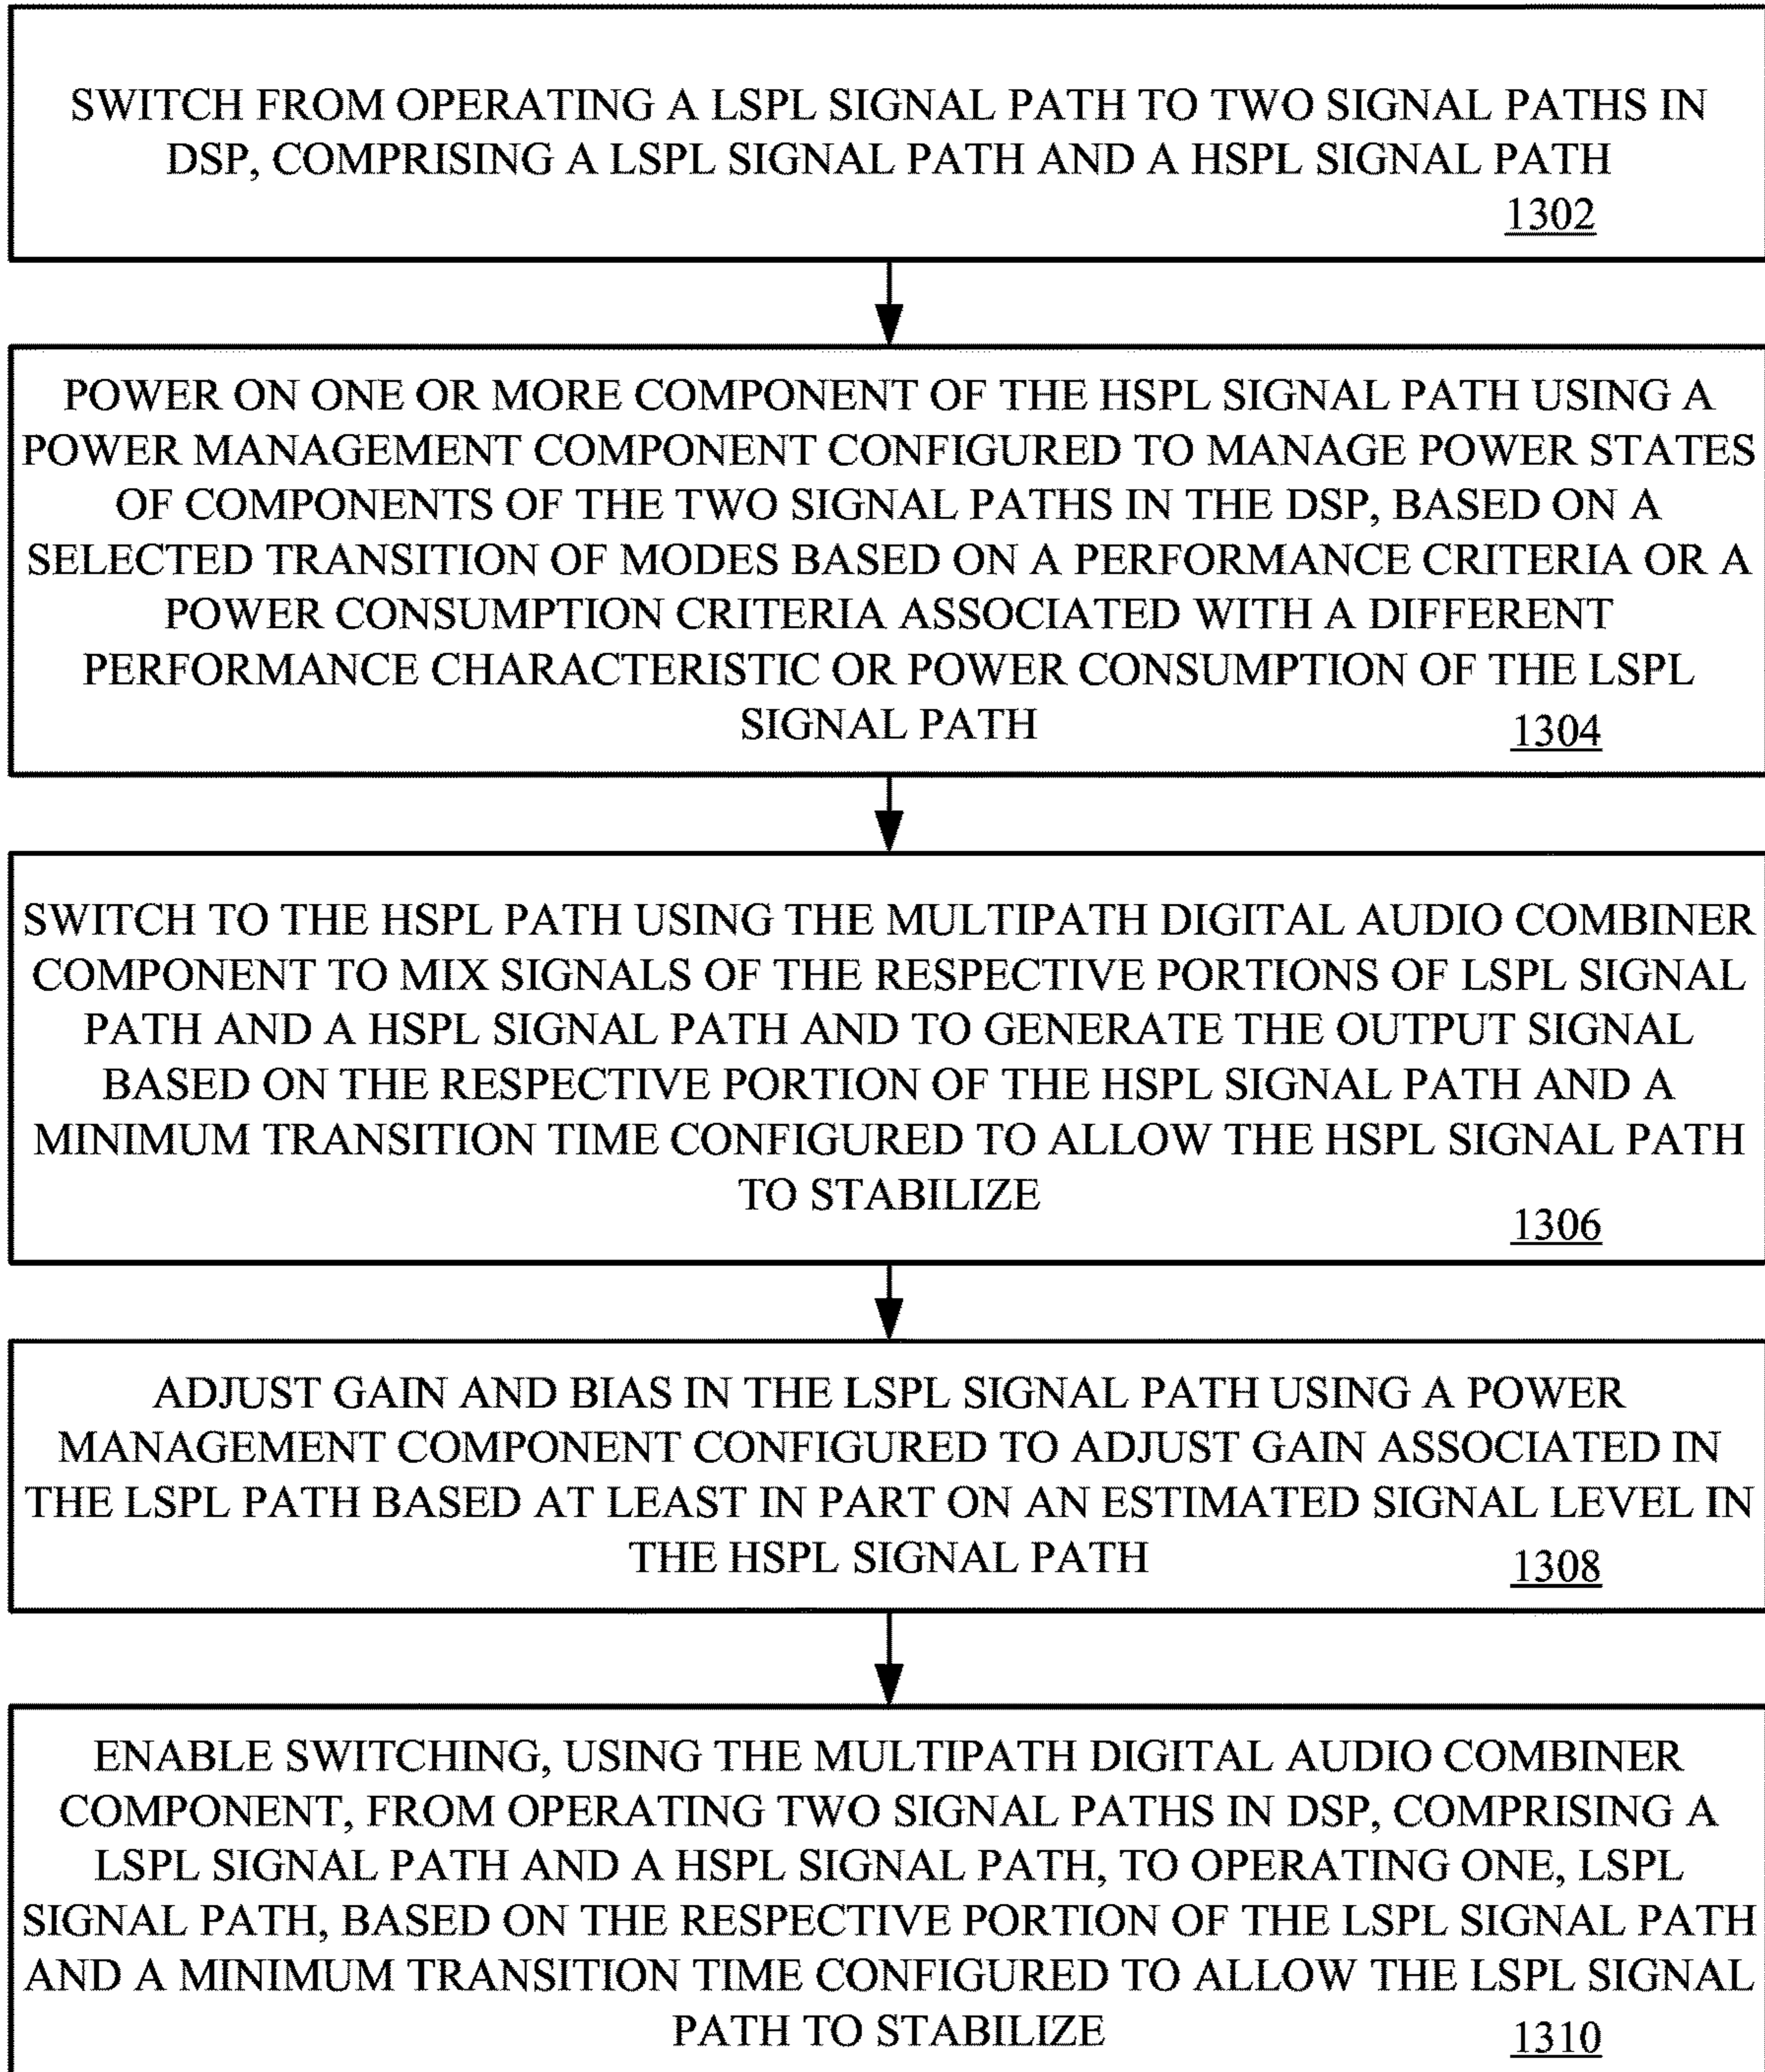 SWITCH FROM OPERATING A LSPL SIGNAL PATH TO TWO SIGNAL PATHS IN
DSP, COMPRISING A LSPL SIGNAL PATH AND A HSPL SIGNAL PATH
1302
POWER ON ONE OR MORE COMPONENT OF THE HSPL SIGNAL PATH USING A
POWER MANAGEMENT COMPONENT CONFIGURED TO MANAGE POWER STATES
OF COMPONENTS OF THE TWO SIGNAL PATHS IN THE DSP, BASED ON A
SELECTED TRANSITION OF MODES BASED ON A PERFORMANCE CRITERIA OR A
POWER CONSUMPTION CRITERIA ASSOCIATED WITH A DIFFERENT
PERFORMANCE CHARACTERISTIC OR POWER CONSUMPTION OF THE LSPL
SIGNAL PATH
1304
SWITCH TO THE HSPL PATH USING THE MULTIPATH DIGITAL AUDIO COMBINER
COMPONENT TO MIX SIGNALS OF THE RESPECTIVE PORTIONS OF LSPL SIGNAL
PATH AND A HSPL SIGNAL PATH AND TO GENERATE THE OUTPUT SIGNAL
BASED ON THE RESPECTIVE PORTION OF THE HSPL SIGNAL PATH AND A
MINIMUM TRANSITION TIME CONFIGURED TO ALLOW THE HSPL SIGNAL PATH
TO STABILIZE
1306
ADJUST GAIN AND BIAS IN THE LSPL SIGNAL PATH USING A POWER
MANAGEMENT COMPONENT CONFIGURED TO ADJUST GAIN ASSOCIATED IN
THE LSPL PATH BASED AT LEAST IN PART ON AN ESTIMATED SIGNAL LEVEL IN
THE HSPL SIGNAL PATH
1308
ENABLE SWITCHING, USING THE MULTIPATH DIGITAL AUDIO COMBINER
COMPONENT, FROM OPERATING TWO SIGNAL PATHS IN DSP, COMPRISING A
LSPL SIGNAL PATH AND A HSPL SIGNAL PATH, TO OPERATING ONE, LSPL
SIGNAL PATH, BASED ON THE RESPECTIVE PORTION OF THE LSPL SIGNAL PATH
AND A MINIMUM TRANSITION TIME CONFIGURED TO ALLOW THE LSPL SIGNAL
PATH TO STABILIZE
1310